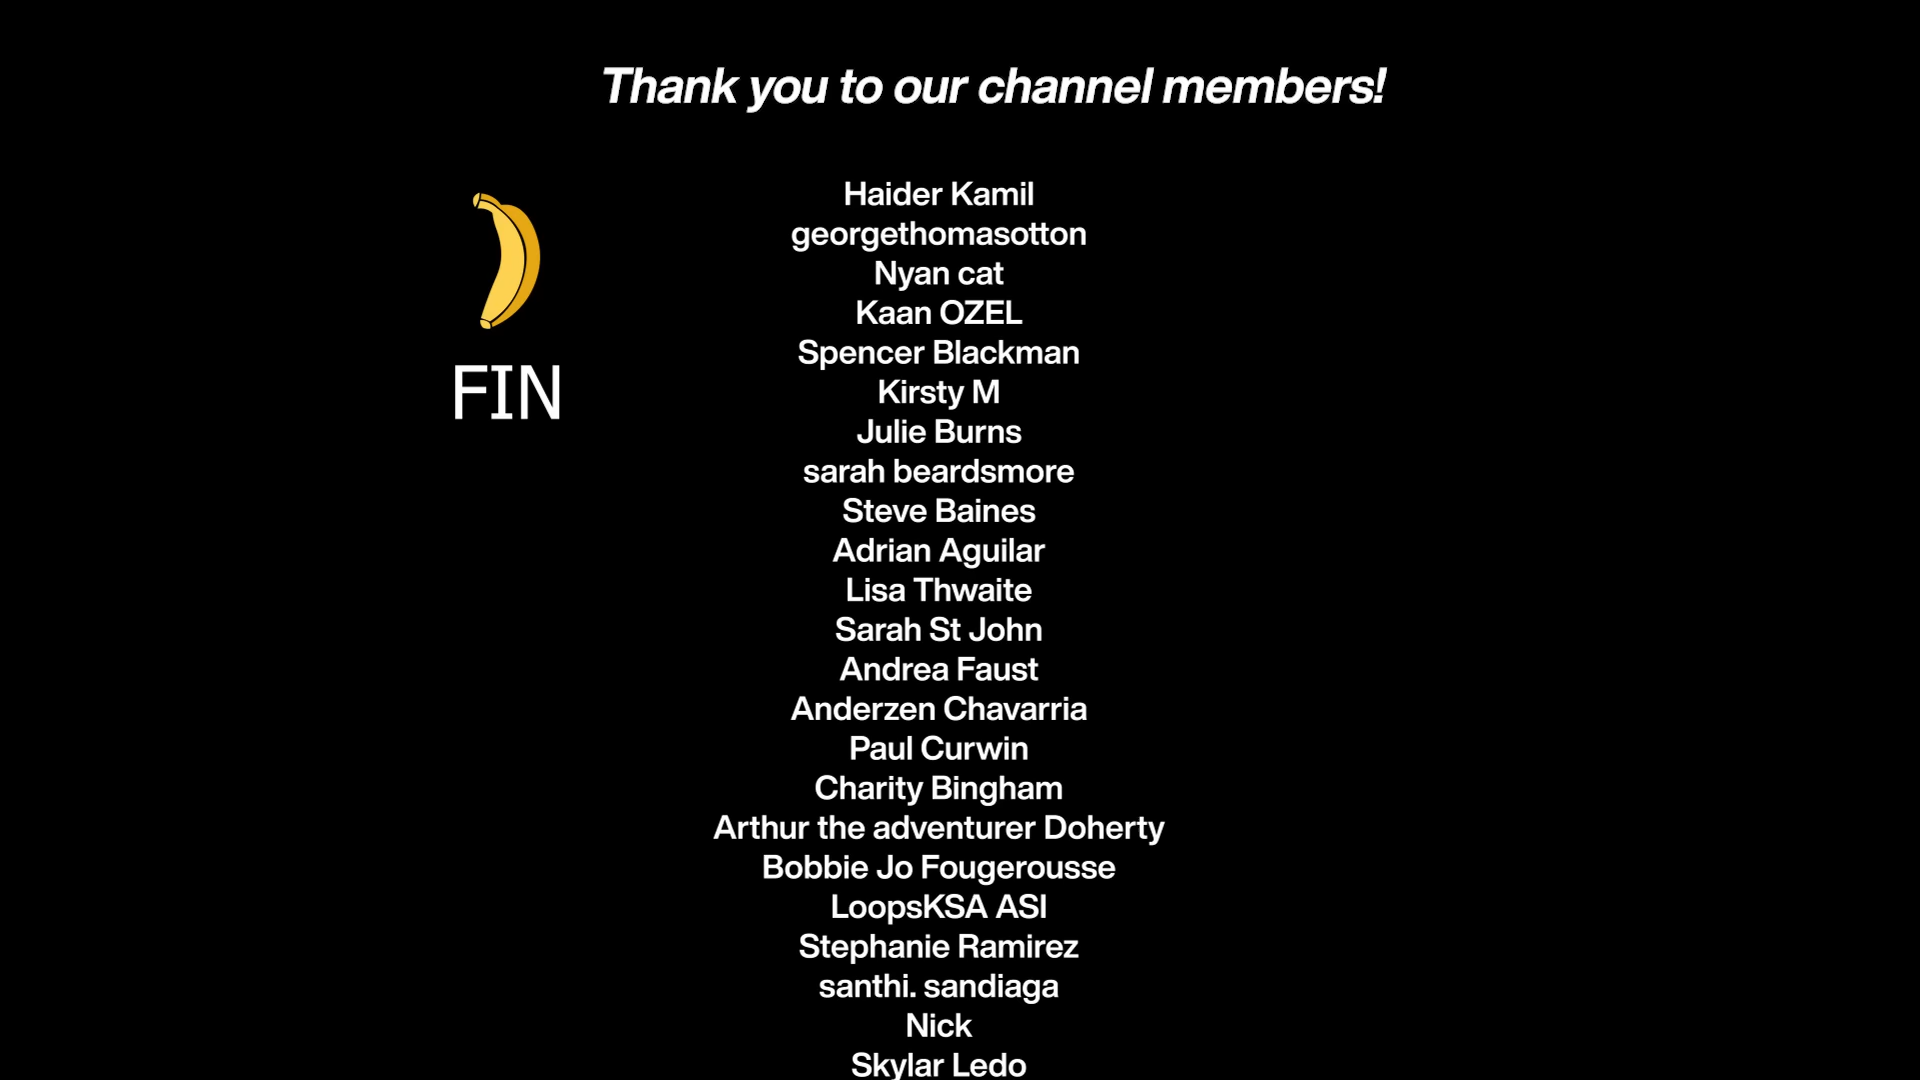 Thank you to our channel members!
FIN
Haider Kamil
georgethomasotton
Nyan cat
Kaan OZEL
Spencer Blackman
Kirsty M
Julie Burns
sarah beardsmore
Steve Baines
Adrian Aguilar
Lisa Thwaite
Sarah St John
Andrea Faust
Anderzen Chavarria
Paul Curwin
Charity Bingham
Arthur the adventurer Doherty
Bobbie Jo Fougerousse
LoopsKSA ASI
Stephanie Ramirez
santhi. sandiaga
Nick
Skylar Ledo